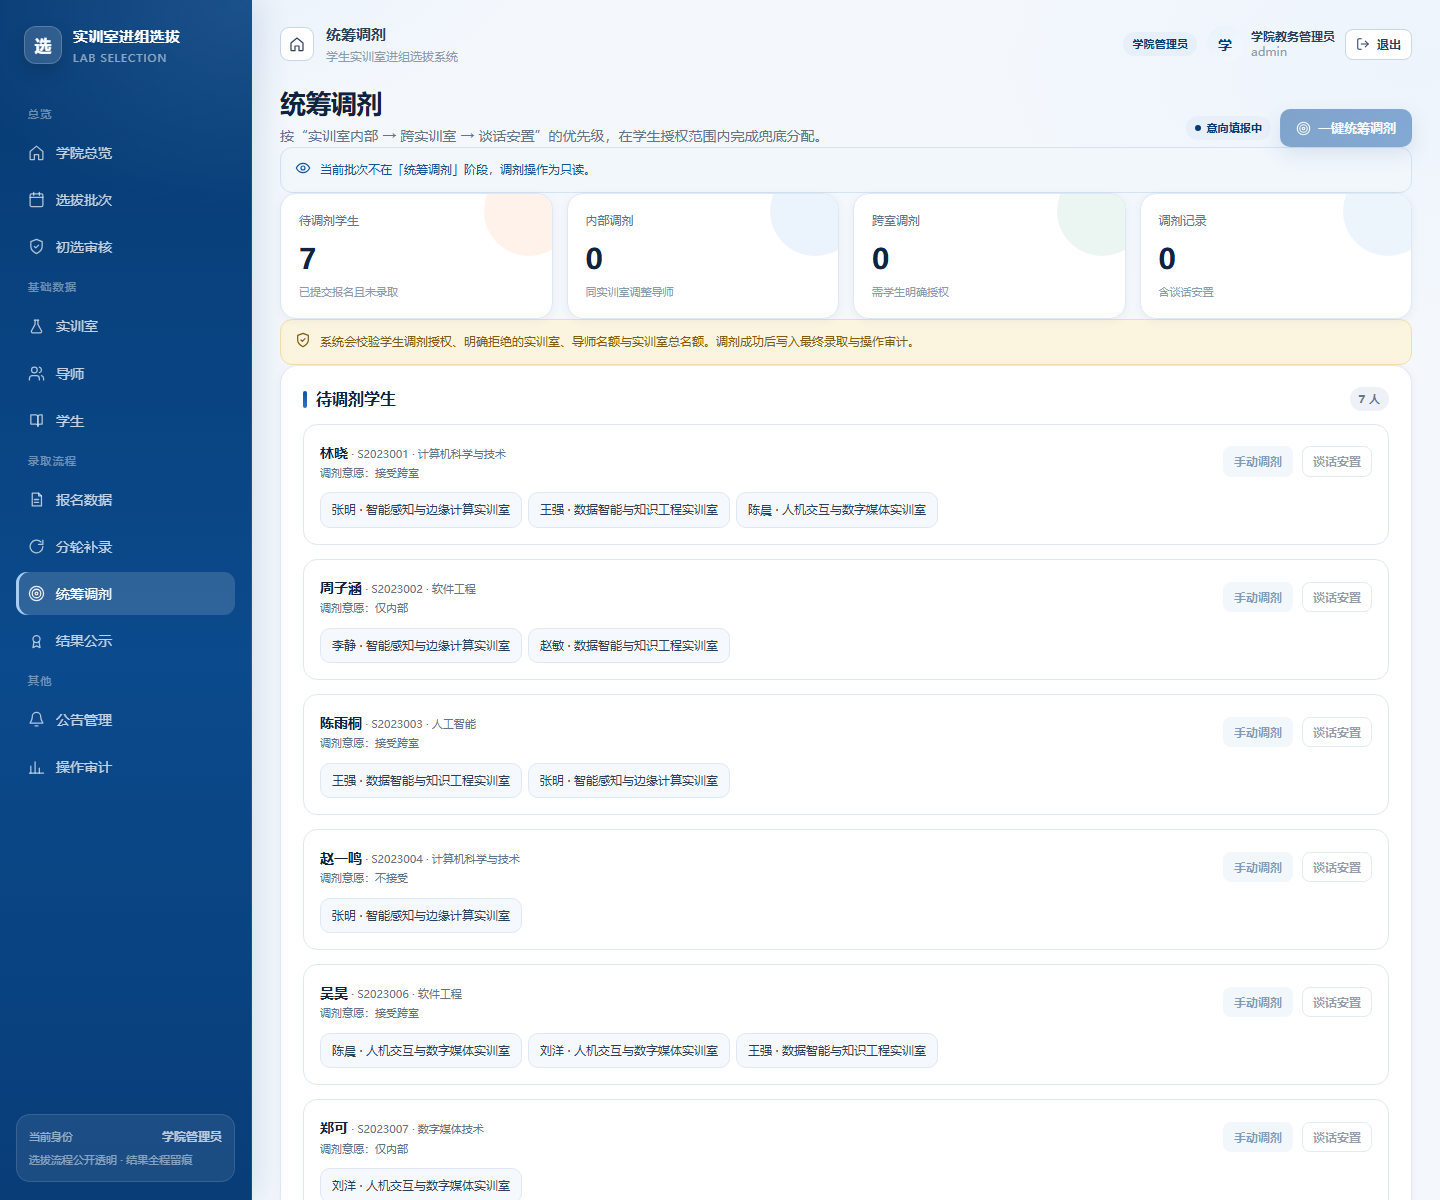 选
实训室进组选拔
LAB SELECTION
总览
学院总览
选拔批次
初选审核
基础数据
实训室
导师
学生
录取流程
报名数据
分轮补录
统筹调剂
结果公示
其他
公告管理
操作审计
当前身份 学院管理员
选拔流程公开透明 · 结果全程留痕
统筹调剂
学生实训室进组选拔系统
学院管理员
学
学院教务管理员
admin
退出
统筹调剂
按“实训室内部 → 跨实训室 → 谈话安置”的优先级，在学生授权范围内完成兜底分配。
意向填报中
一键统筹调剂
当前批次不在「统筹调剂」阶段，调剂操作为只读。
待调剂学生
7
已提交报名且未录取
内部调剂
0
同实训室调整导师
跨室调剂
0
需学生明确授权
调剂记录
0
含谈话安置
系统会校验学生调剂授权、明确拒绝的实训室、导师名额与实训室总名额。调剂成功后写入最终录取与操作审计。
待调剂学生
7 人
林晓 · S2023001 · 计算机科学与技术
调剂意愿：接受跨室
手动调剂 谈话安置
张明 · 智能感知与边缘计算实训室 王强 · 数据智能与知识工程实训室 陈晨 · 人机交互与数字媒体实训室
周子涵 · S2023002 · 软件工程
调剂意愿：仅内部
手动调剂 谈话安置
李静 · 智能感知与边缘计算实训室 赵敏 · 数据智能与知识工程实训室
陈雨桐 · S2023003 · 人工智能
调剂意愿：接受跨室
手动调剂 谈话安置
王强 · 数据智能与知识工程实训室 张明 · 智能感知与边缘计算实训室
赵一鸣 · S2023004 · 计算机科学与技术
调剂意愿：不接受
手动调剂 谈话安置
张明 · 智能感知与边缘计算实训室
吴昊 · S2023006 · 软件工程
调剂意愿：接受跨室
手动调剂 谈话安置
陈晨 · 人机交互与数字媒体实训室 刘洋 · 人机交互与数字媒体实训室 王强 · 数据智能与知识工程实训室
郑可 · S2023007 · 数字媒体技术
调剂意愿：仅内部
手动调剂 谈话安置
刘洋 · 人机交互与数字媒体实训室